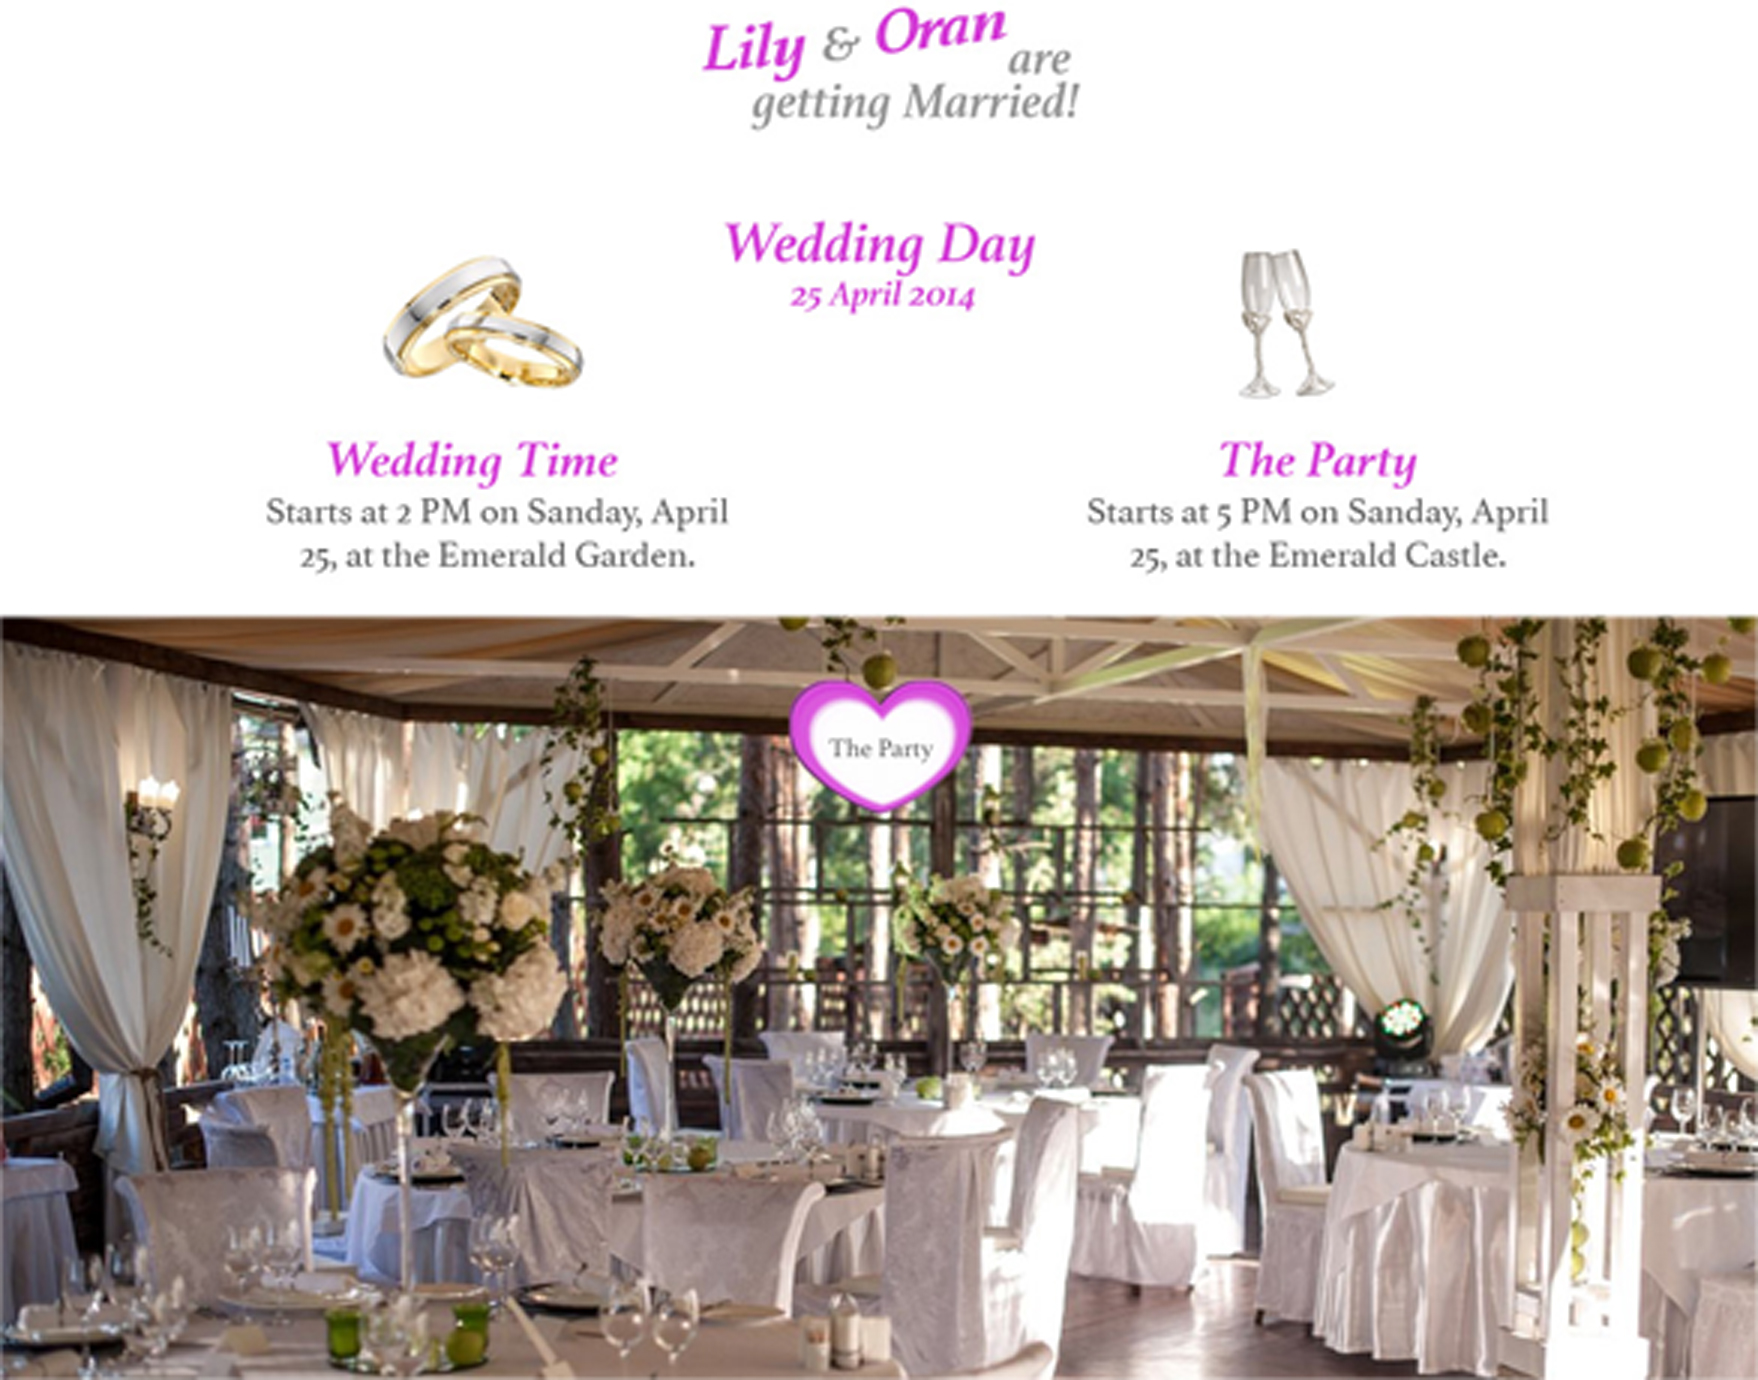 Lily & Oran are
getting Married!
Wedding Day
25 April 2014
Wedding Time
Starts at 2 PM on Sanday, April
25, at the Emerald Garden.
The Party
Starts at 5 PM on Sanday, April
25, at the Emerald Castle.
The Party